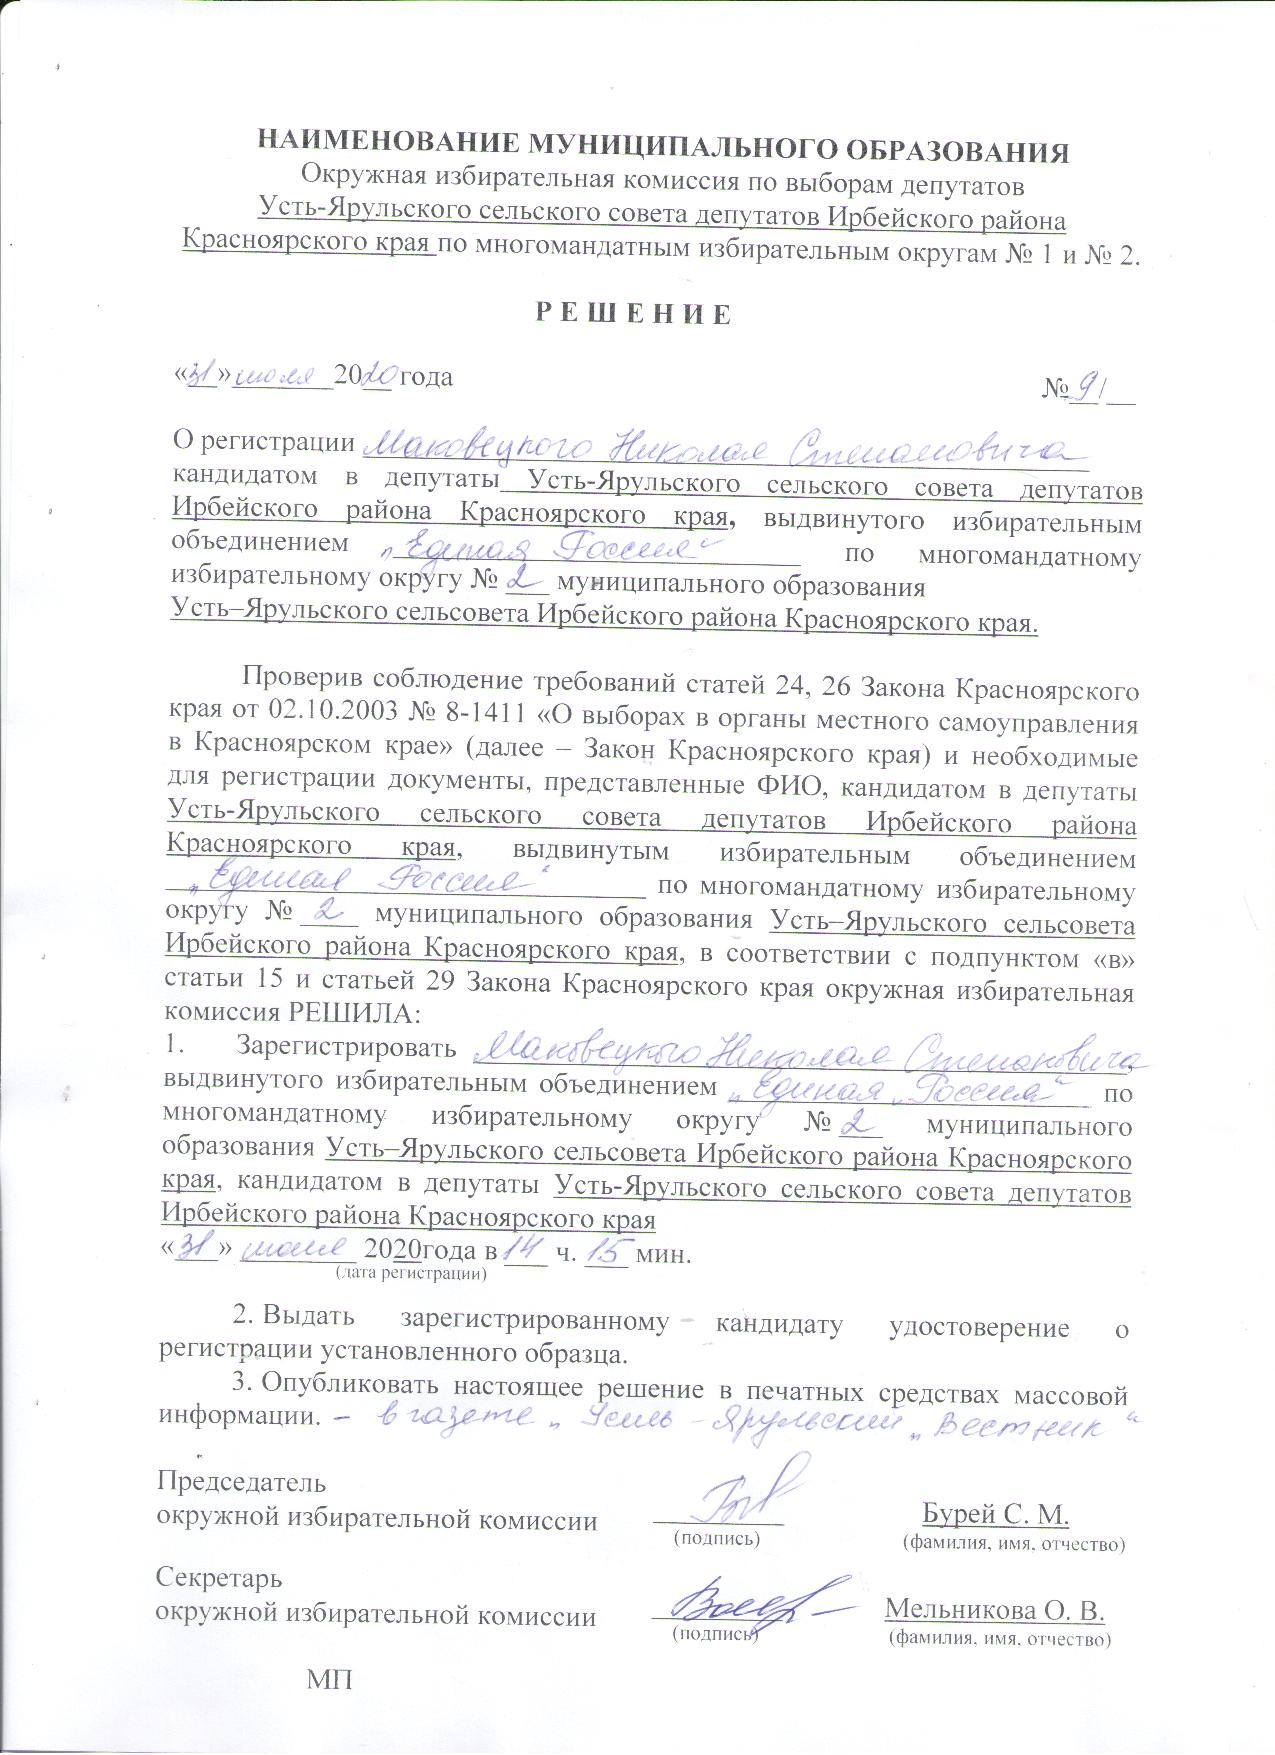 НАИМЕНОВАНИЕ МУНИЦИПАЛЬНОГО ОБРАЗОВАНИЯ
Окружная избирательная комиссия по выборам депутатов
Усть-Ярульского сельского совета депутатов Ирбейского района
Красноярского края по многомандатным избирательным округам № 1 и № 2.
Р Е Ш Е Н И Е
«31» июля 2020 года
№ 9/
О регистрации Маковецкого Николая Степановича
кандидатом в депутаты Усть-Ярульского сельского совета депутатов
Ирбейского района Красноярского края, выдвинутого избирательным
объединением „Единая Россия“ по многомандатному
избирательному округу № 2 муниципального образования
Усть–Ярульского сельсовета Ирбейского района Красноярского края.
Проверив соблюдение требований статей 24, 26 Закона Красноярского
края от 02.10.2003 № 8-1411 «О выборах в органы местного самоуправления
в Красноярском крае» (далее – Закон Красноярского края) и необходимые
для регистрации документы, представленные ФИО, кандидатом в депутаты
Усть-Ярульского сельского совета депутатов Ирбейского района
Красноярского края, выдвинутым избирательным объединением
„Единая Россия“ по многомандатному избирательному
округу № 2 муниципального образования Усть–Ярульского сельсовета
Ирбейского района Красноярского края, в соответствии с подпунктом «в»
статьи 15 и статьей 29 Закона Красноярского края окружная избирательная
комиссия РЕШИЛА:
1. Зарегистрировать Маковецкого Николая Степановича,
выдвинутого избирательным объединением „Единая „Россия“ по
многомандатному избирательному округу № 2 муниципального
образования Усть–Ярульского сельсовета Ирбейского района Красноярского
края, кандидатом в депутаты Усть-Ярульского сельского совета депутатов
Ирбейского района Красноярского края
«31» июля 2020года в 14 ч. 15 мин.
(дата регистрации)
2. Выдать зарегистрированному кандидату удостоверение о
регистрации установленного образца.
3. Опубликовать настоящее решение в печатных средствах массовой
информации. – в газете „Усть-Ярульский „Вестник“
Председатель
окружной избирательной комиссии
Бурей С. М.
(подпись)
(фамилия, имя, отчество)
Секретарь
окружной избирательной комиссии
Мельникова О. В.
(подпись)
(фамилия, имя, отчество)
МП